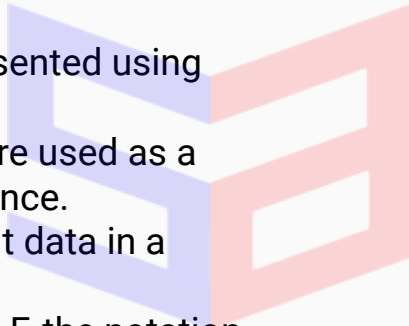 sented using
re used as a
nce.
t data in a
E the notation